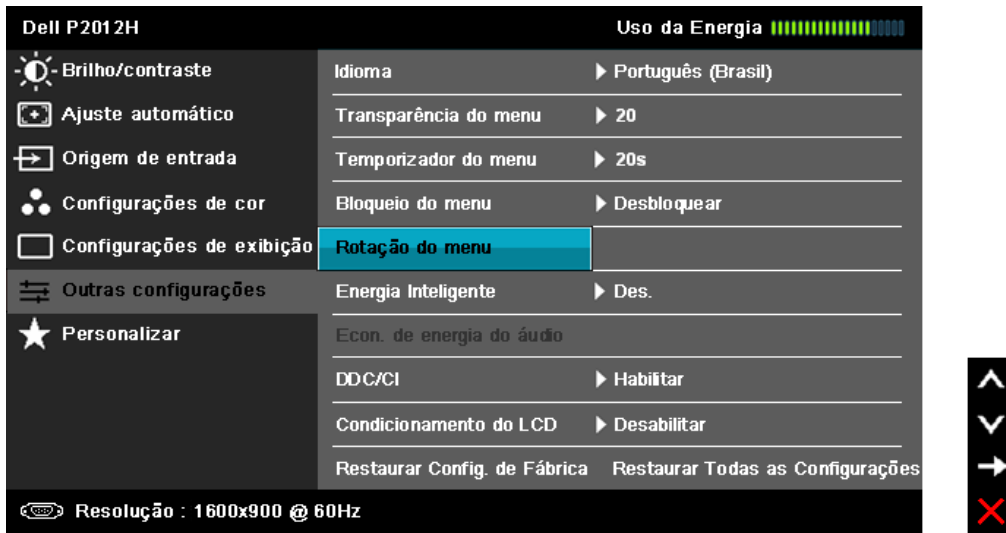 Dell P2012H Uso da Energia
Brilho/contraste
Ajuste automático
Origem de entrada
Configurações de cor
Configurações de exibição
Outras configurações
Personalizar
Idioma Português (Brasil)
Transparência do menu 20
Temporizador do menu 20s
Bloqueio do menu Desbloquear
Rotação do menu
Energia Inteligente Des.
Econ. de energia do áudio
DDC/CI Habilitar
Condicionamento do LCD Desabilitar
Restaurar Config. de Fábrica Restaurar Todas as Configurações
Resolução : 1600x900 @ 60Hz